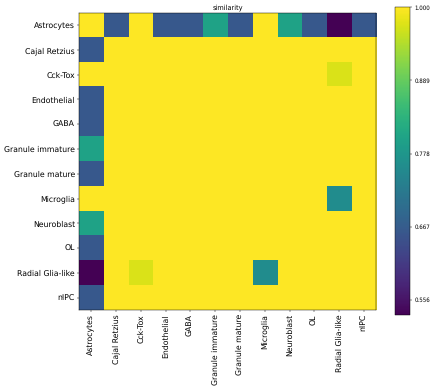 similarity
Astrocytes
Cajal Retzius
Cck-Tox
Endothelial
GABA
Granule immature
Granule mature
Microglia
Neuroblast
OL
Radial Glia-like
nIPC
Astrocytes
Cajal Retzius
Cck-Tox
Endothelial
GABA
Granule immature
Granule mature
Microglia
Neuroblast
OL
Radial Glia-like
nIPC
1.000
0.889
0.778
0.667
0.556